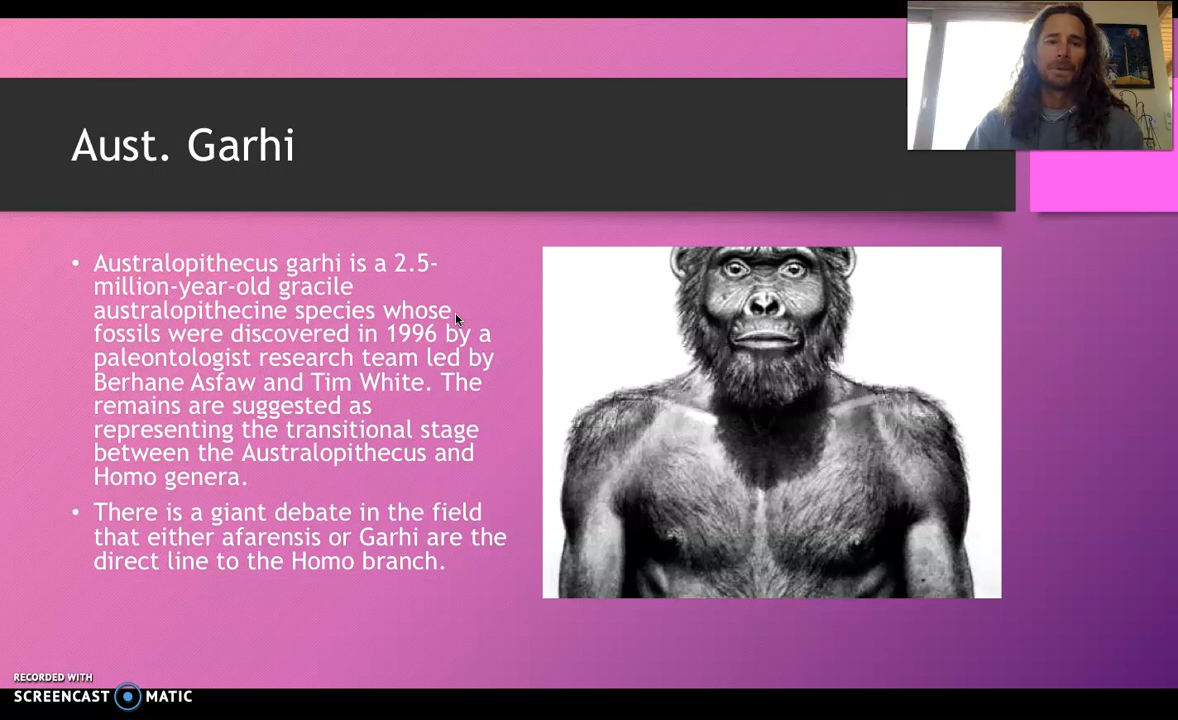 Aust. Garhi
• Australopithecus garhi is a 2.5-
million-year-old gracile
australopithecine species whose
fossils were discovered in 1996 by a
paleontologist research team led by
Berhane Asfaw and Tim White. The
remains are suggested as
representing the transitional stage
between the Australopithecus and
Homo genera.
• There is a giant debate in the field
that either afarensis or Garhi are the
direct line to the Homo branch.
RECORDED WITH
SCREENCAST MATIC